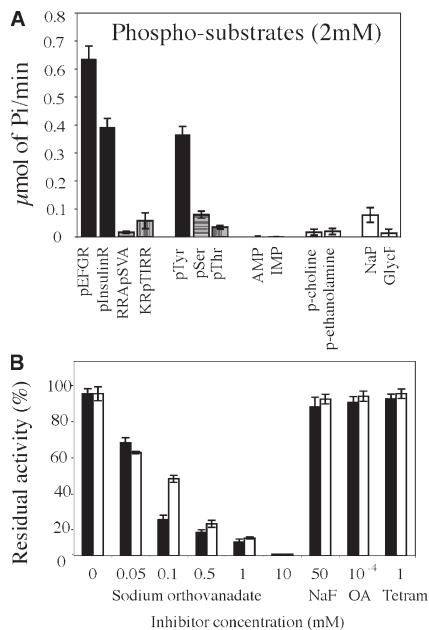 A
Phospho-substrates (2mM)
µmol of Pi/min
0.8
0.7
0.6
0.4
0.3
0.2
0.1
0.0
pEFGR
pInsulinR
RRApSVA
KRpTIRR
pTyr
pSer
pThr
AMP
IMP
p-choline
p-ethanolamine
NaP
GlycP
B
Residual activity (%)
100
80
60
40
20
0
0 0.05 0.1 0.5 1 10 50 10⁻⁴ 1
Sodium orthovanadate NaF OA Tetram
Inhibitor concentration (mM)